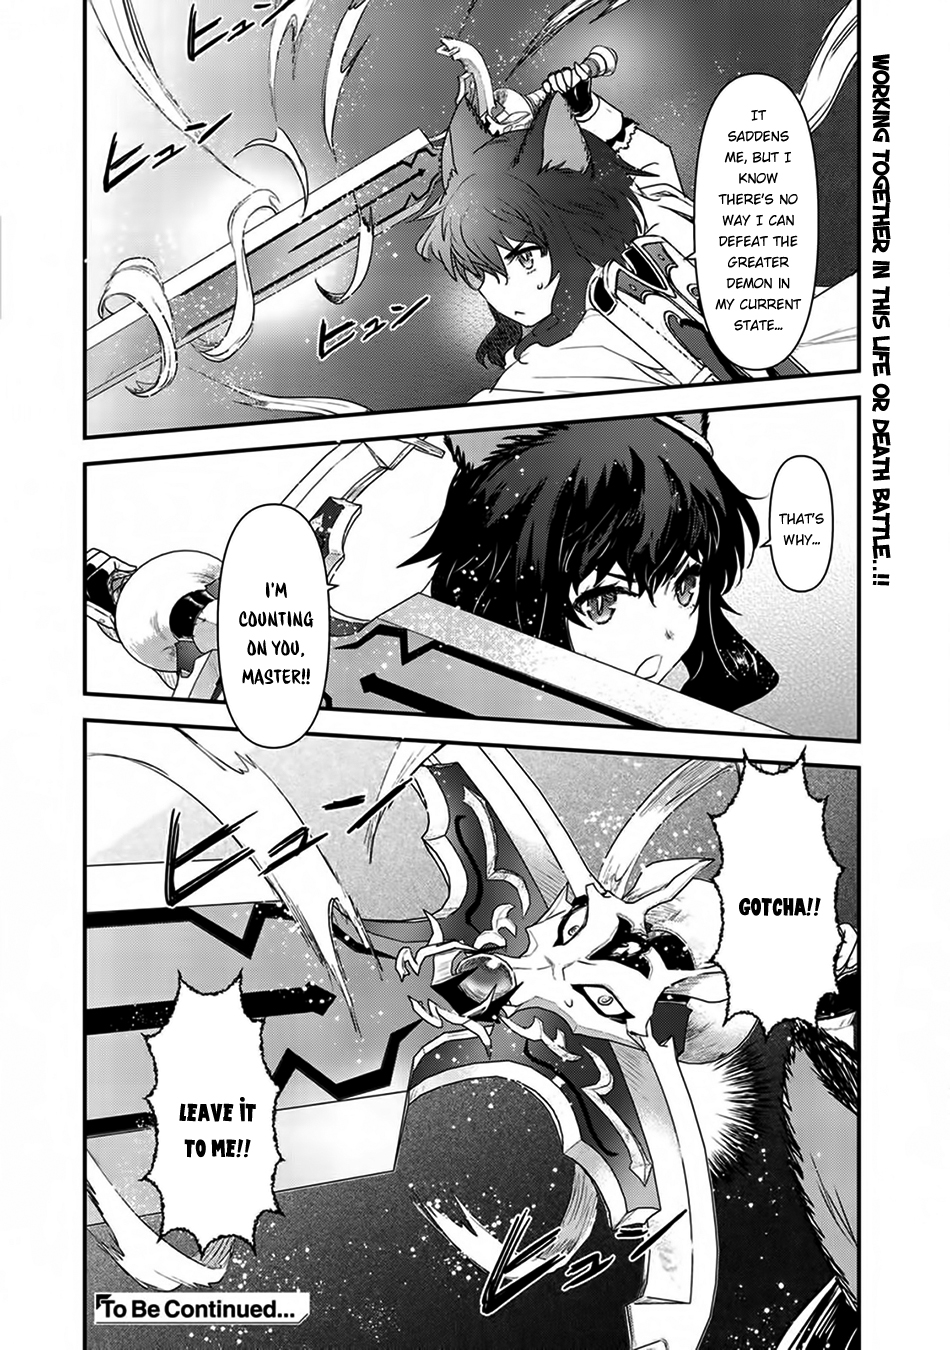 WORKING TOGETHER IN THIS LIFE OR DEATH BATTLE..!!
ヒュン
ヒュン
ヒュン
IT
SADDENS
ME, BUT I
KNOW
THERE'S NO
WAY I CAN
DEFEAT THE
GREATER
DEMON IN
MY CURRENT
STATE...
THAT'S
WHY...
I'M
COUNTING
ON YOU,
MASTER!!
ヒュン
GOTCHA!!
LEAVE IT
TO ME!!
ヒュン
To Be Continued...